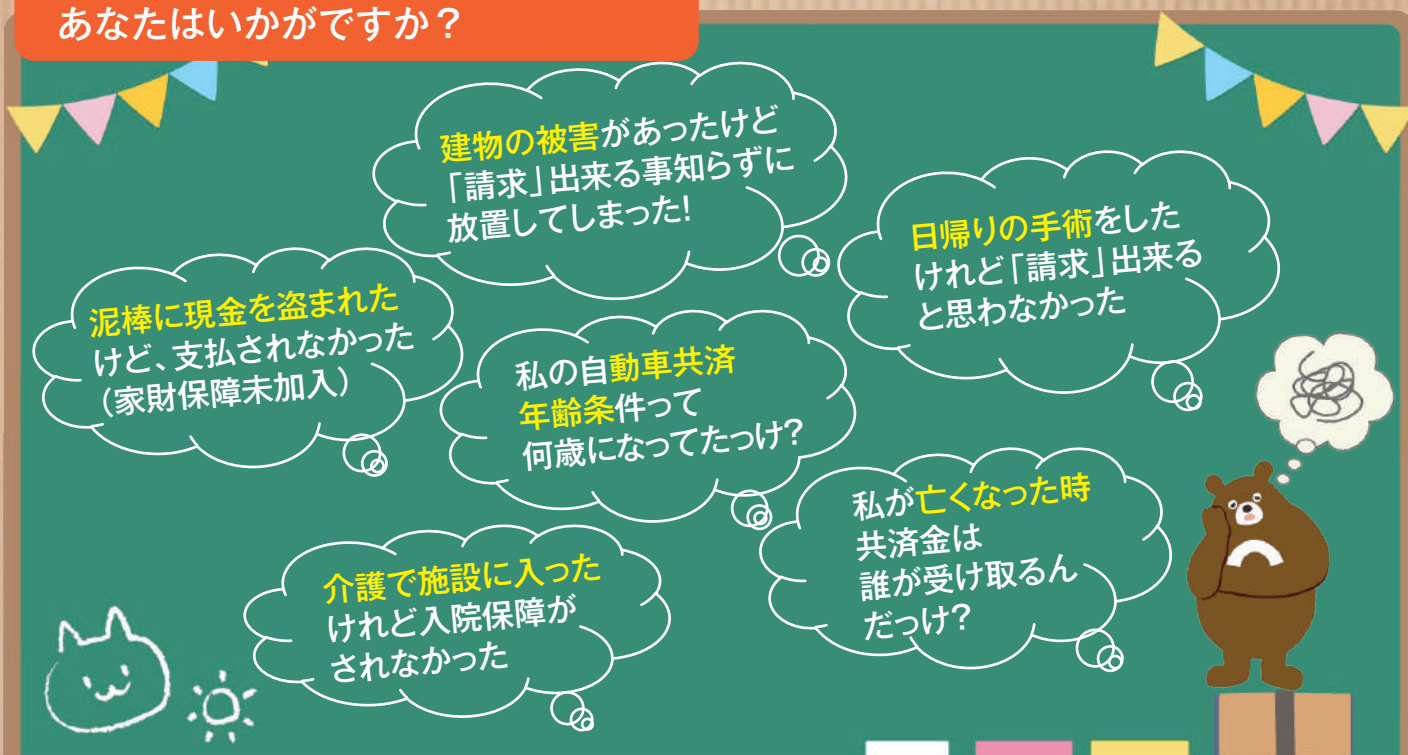 あなたはいかがですか？
建物の被害があったけど
「請求」出来る事知らずに
放置してしまった！
日帰りの手術をした
けれど「請求」出来る
と思わなかった
泥棒に現金を盗まれた
けど、支払されなかった
（家財保障未加入）
私の自動車共済
年齢条件って
何歳になってたっけ？
私が亡くなった時
共済金は
誰が受け取るん
だっけ？
介護で施設に入った
けれど入院保障が
されなかった